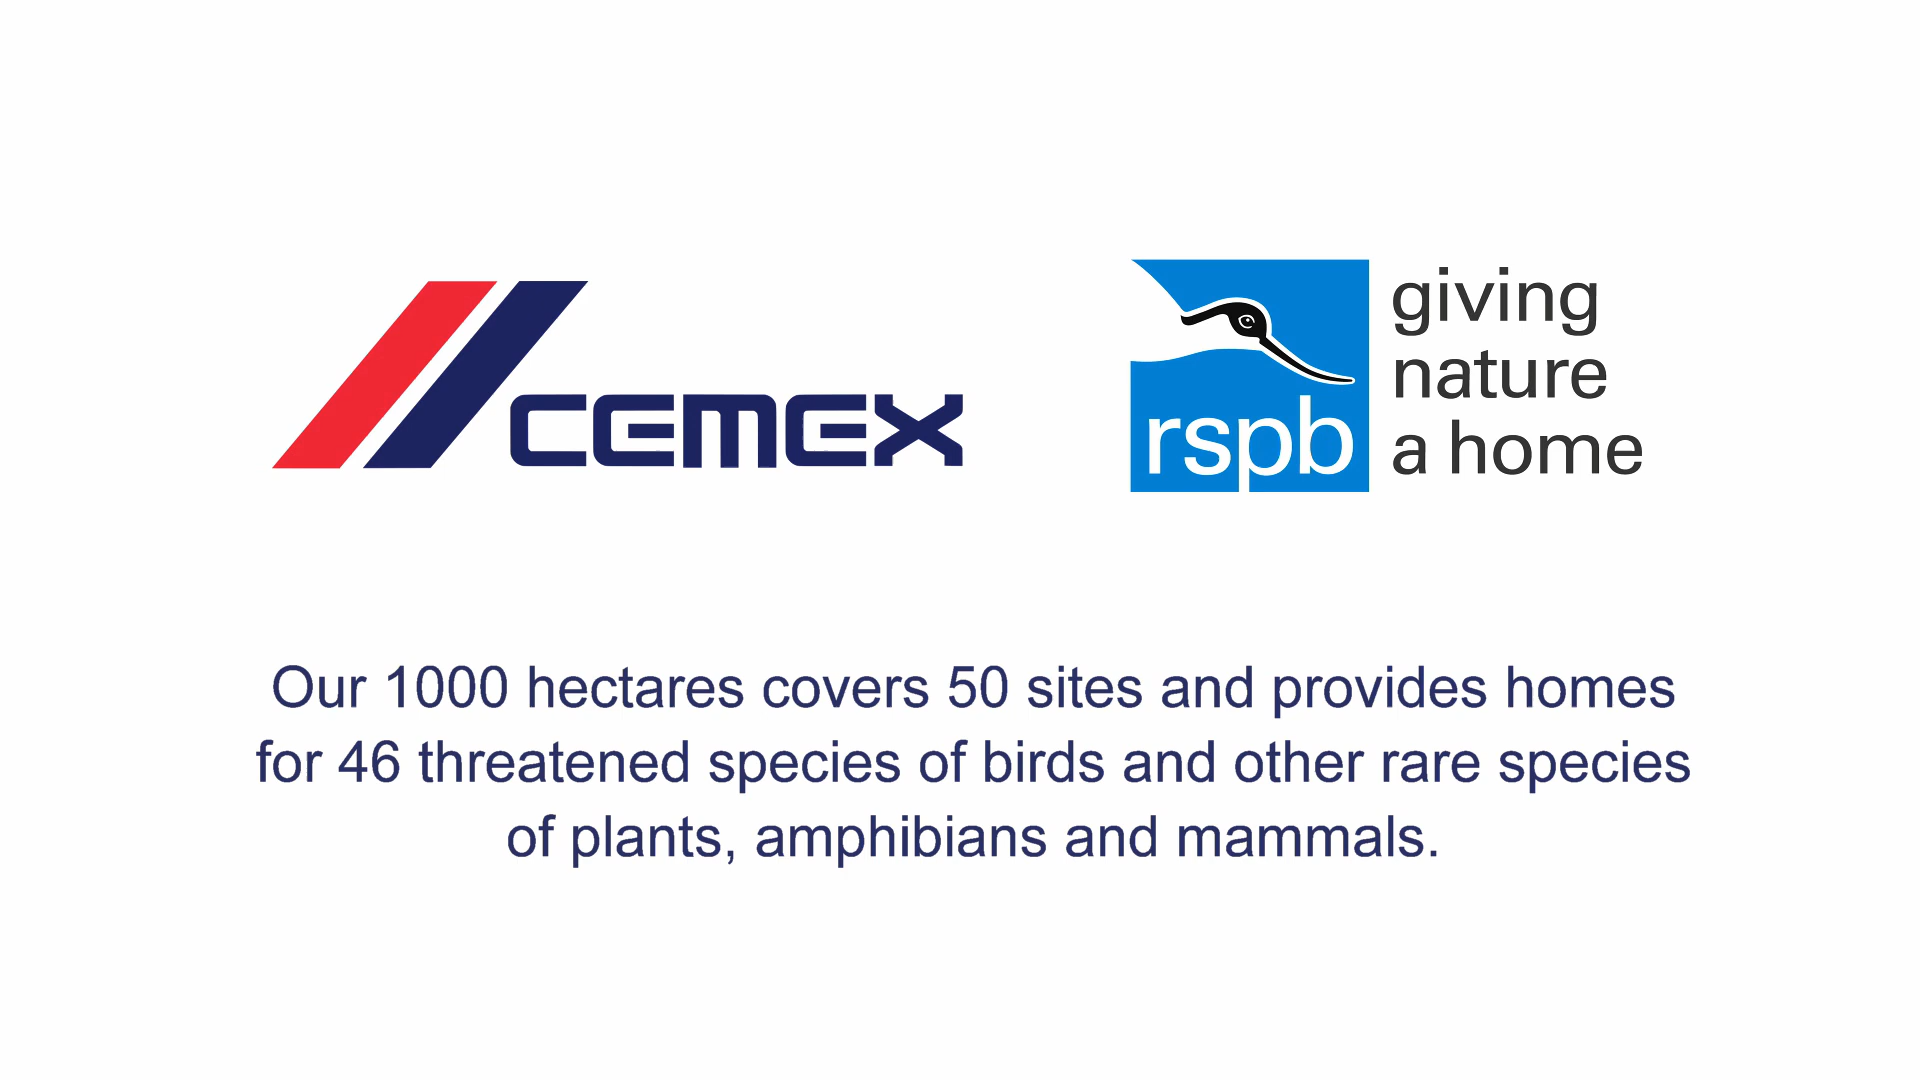 CEMEX
rspb
giving
nature
a home
Our 1000 hectares covers 50 sites and provides homes
for 46 threatened species of birds and other rare species
of plants, amphibians and mammals.